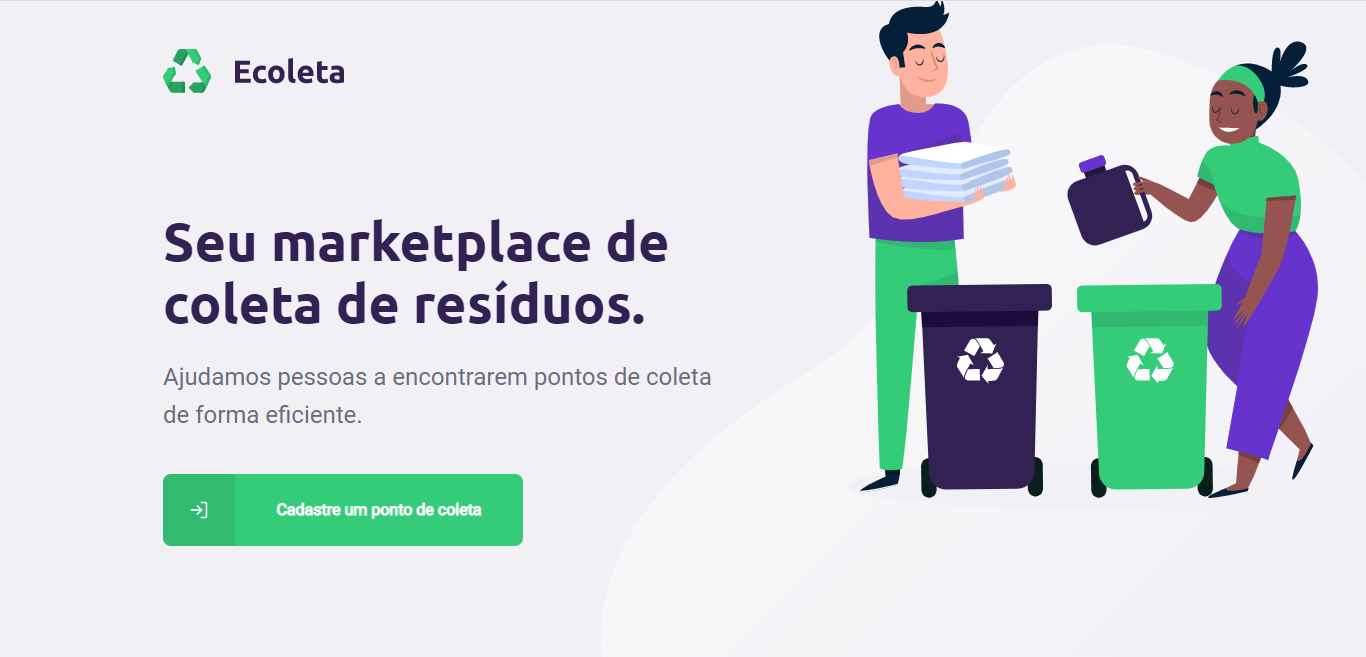 Ecoleta
Seu marketplace de
coleta de resíduos.
Ajudamos pessoas a encontrarem pontos de coleta
de forma eficiente.
Cadastre um ponto de coleta